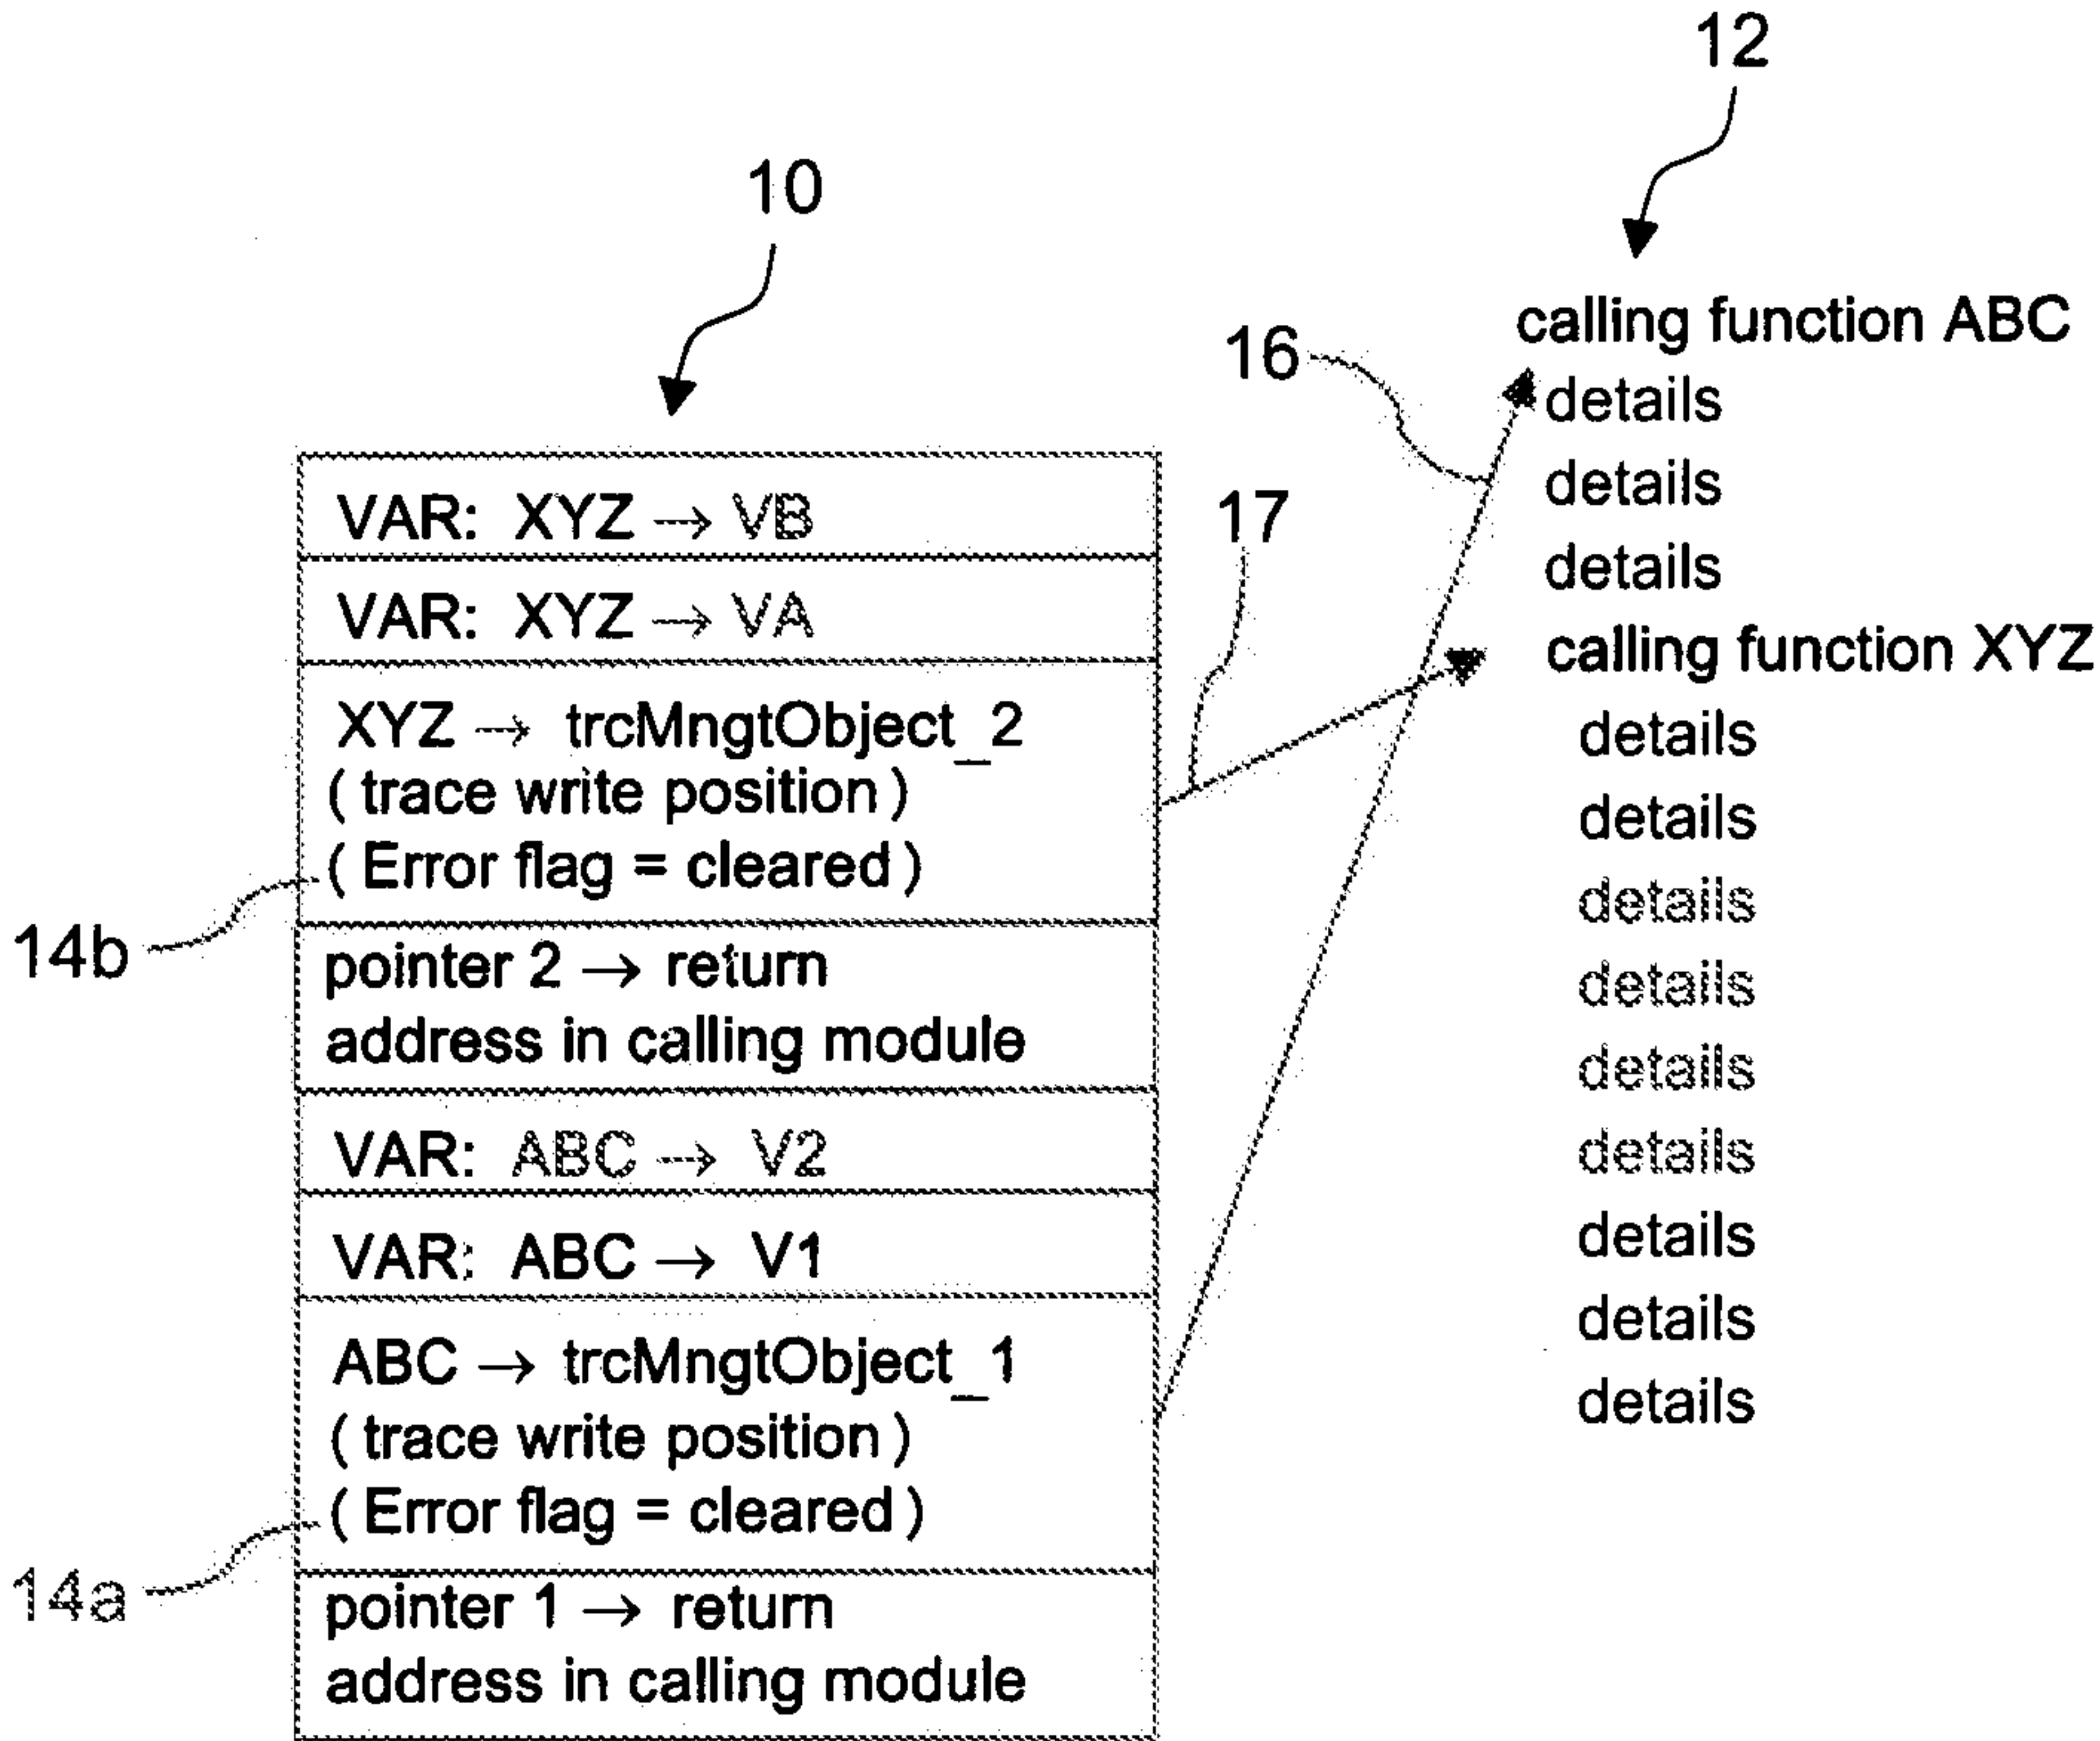 12
10
calling function ABC
16
details
details
17
VAR: XYZ → VB
details
VAR: XYZ → VA
calling function XYZ
XYZ → trcMngtObject_2
details
( trace write position )
details
( Error flag = cleared )
details
14b
pointer 2 → return
details
address in calling module
details
VAR: ABC → V2
details
VAR: ABC → V1
details
ABC → trcMngtObject_1
details
( trace write position )
details
( Error flag = cleared )
14a
pointer 1 → return
address in calling module